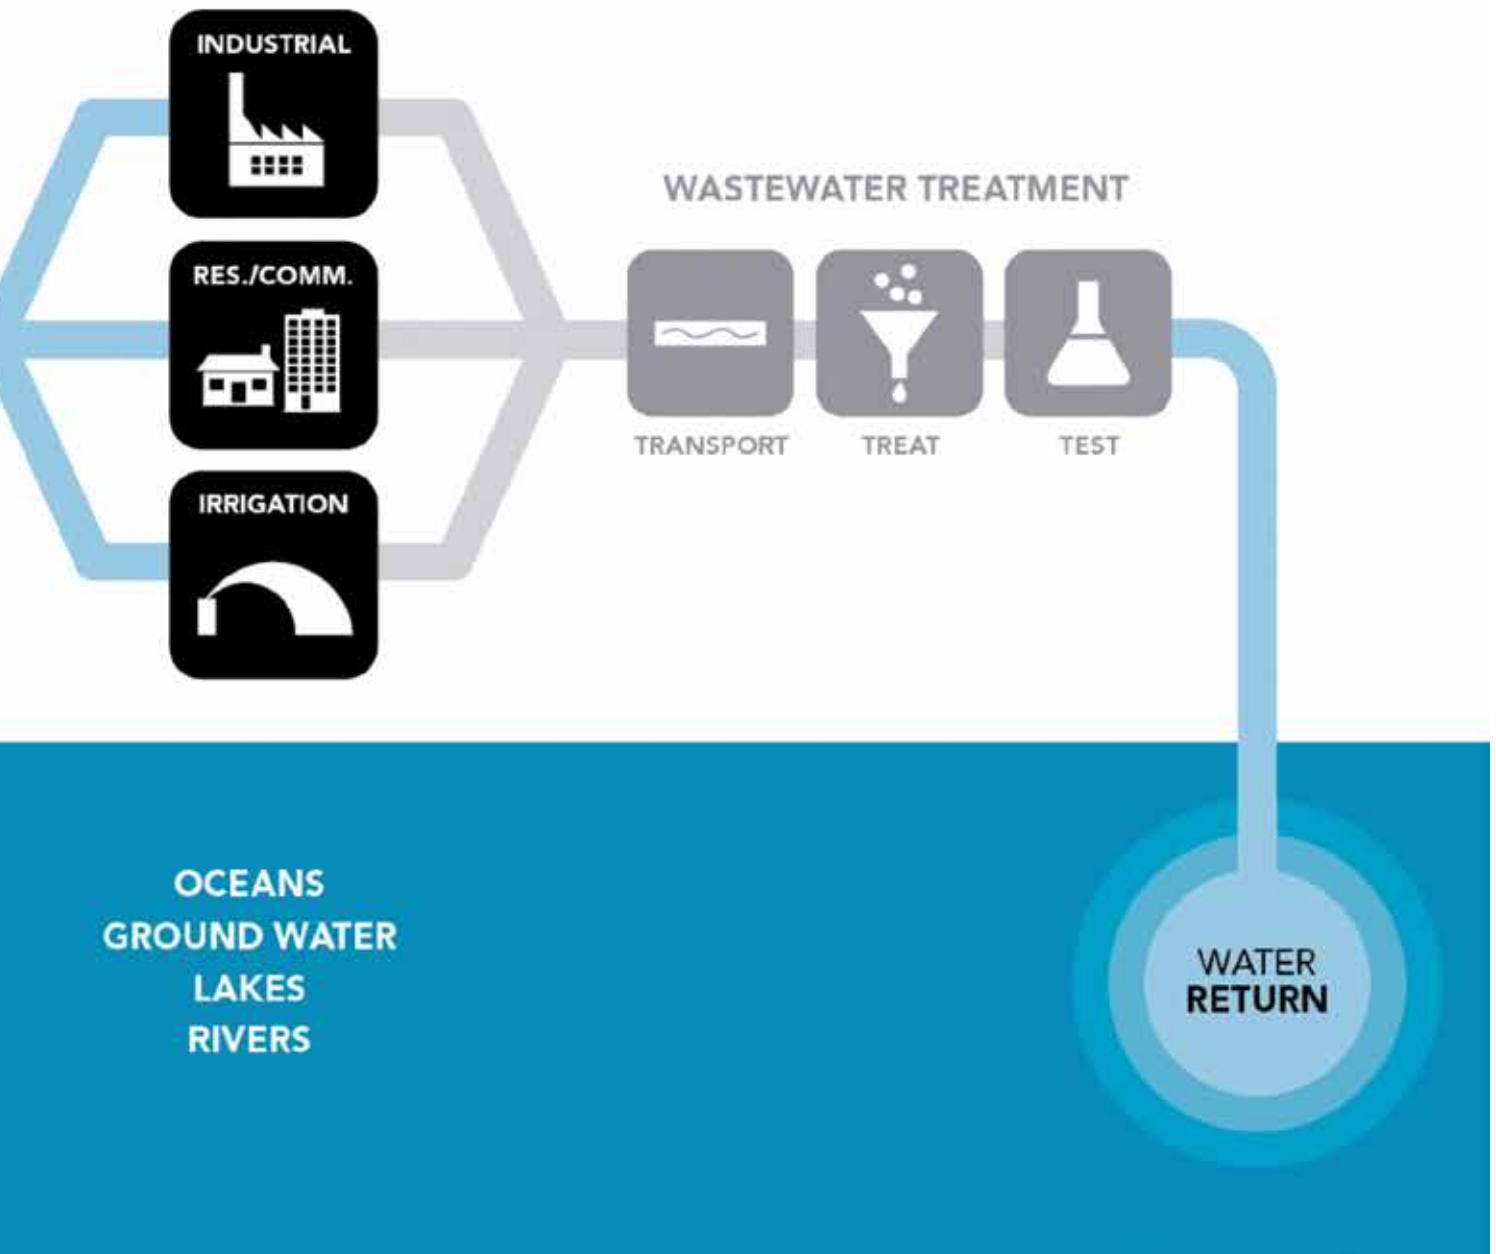 INDUSTRIAL
RES./COMM.
IRRIGATION
WASTEWATER TREATMENT
TRANSPORT
TREAT
TEST
OCEANS
GROUND WATER
LAKES
RIVERS
WATER
RETURN